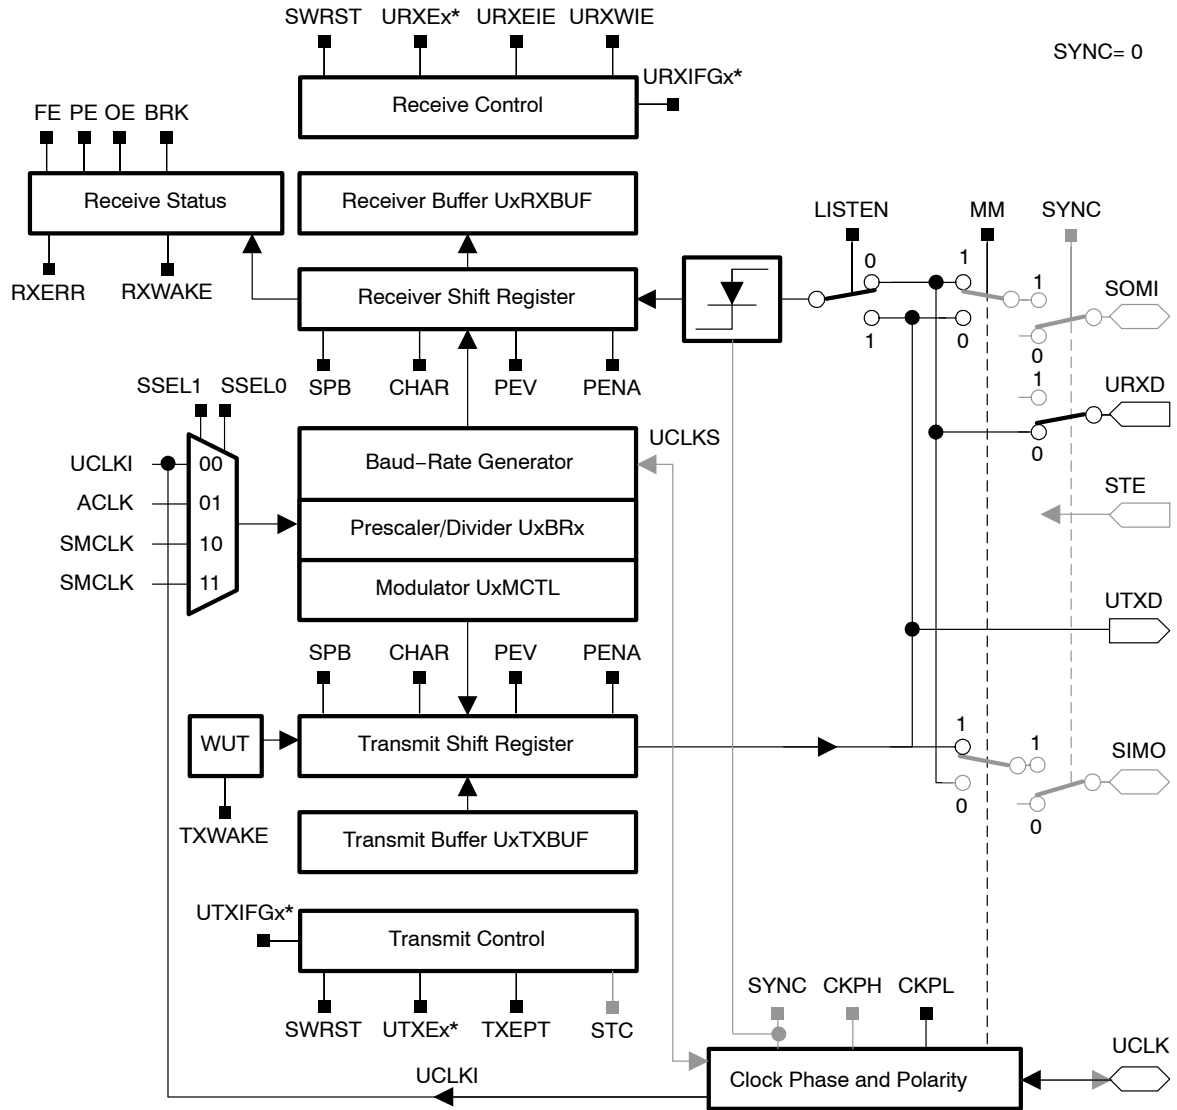 SWRST URXEx* URXEIE URXWIE
SYNC= 0
URXIFGx*
Receive Control
FE PE OE BRK
Receive Status
Receiver Buffer UxRXBUF
LISTEN MM SYNC
RXERR RXWAKE
Receiver Shift Register
0 1 1
SOMI
1 0 0
SPB CHAR PEV PENA
1
URXD
0
SSEL1 SSEL0
UCLKI 00
ACLK 01
SMCLK 10
SMCLK 11
Baud–Rate Generator
UCLKS
Prescaler/Divider UxBRx
Modulator UxMCTL
STE
UTXD
SPB CHAR PEV PENA
WUT
Transmit Shift Register
1 1
SIMO
0 0
TXWAKE
Transmit Buffer UxTXBUF
UTXIFGx*
Transmit Control
SWRST UTXEx* TXEPT STC
SYNC CKPH CKPL
UCLK
UCLKI
Clock Phase and Polarity